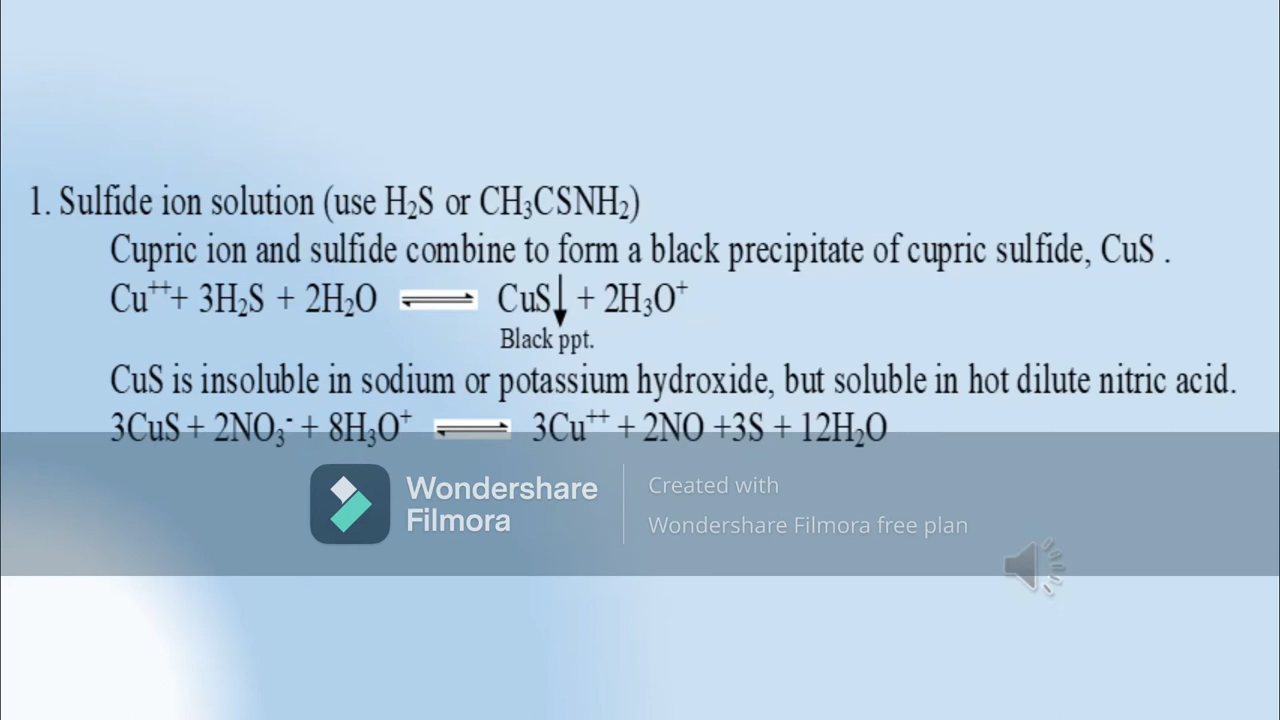 1. Sulfide ion solution (use H₂S or CH₃CSNH₂)
Cupric ion and sulfide combine to form a black precipitate of cupric sulfide, CuS .
Cu⁺⁺+ 3H₂S + 2H₂O ⇌ CuS↓ + 2H₃O⁺
Black ppt.
CuS is insoluble in sodium or potassium hydroxide, but soluble in hot dilute nitric acid.
3CuS + 2NO₃⁻ + 8H₃O⁺ ⇌ 3Cu⁺⁺ + 2NO +3S + 12H₂O
Wondershare
Filmora
Created with
Wondershare Filmora free plan